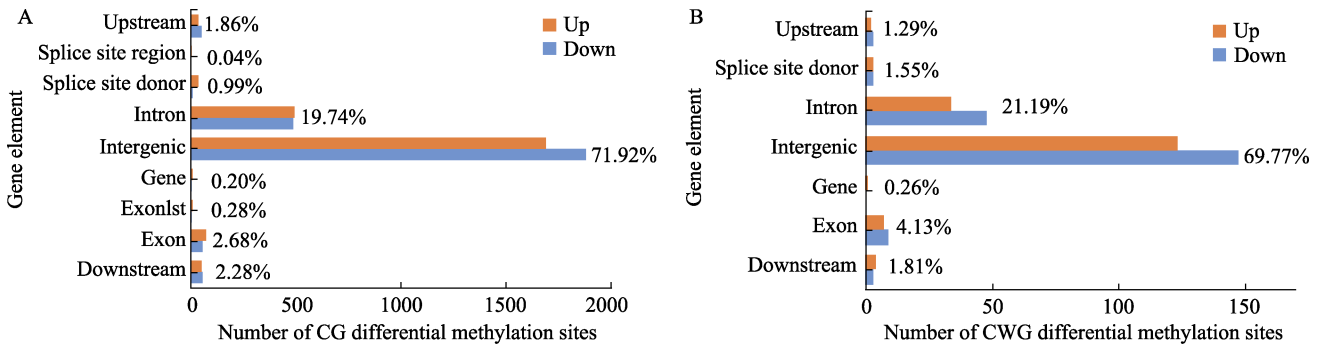 A
Gene element
Upstream
1.86%
Splice site region
0.04%
Splice site donor
0.99%
Intron
19.74%
Intergenic
71.92%
Gene
0.20%
Exonlst
0.28%
Exon
2.68%
Downstream
2.28%
Up
Down
0
500
1000
1500
2000
Number of CG differential methylation sites
B
Gene element
Upstream
1.29%
Splice site donor
1.55%
Intron
21.19%
Intergenic
69.77%
Gene
0.26%
Exon
4.13%
Downstream
1.81%
Up
Down
0
50
100
150
Number of CWG differential methylation sites